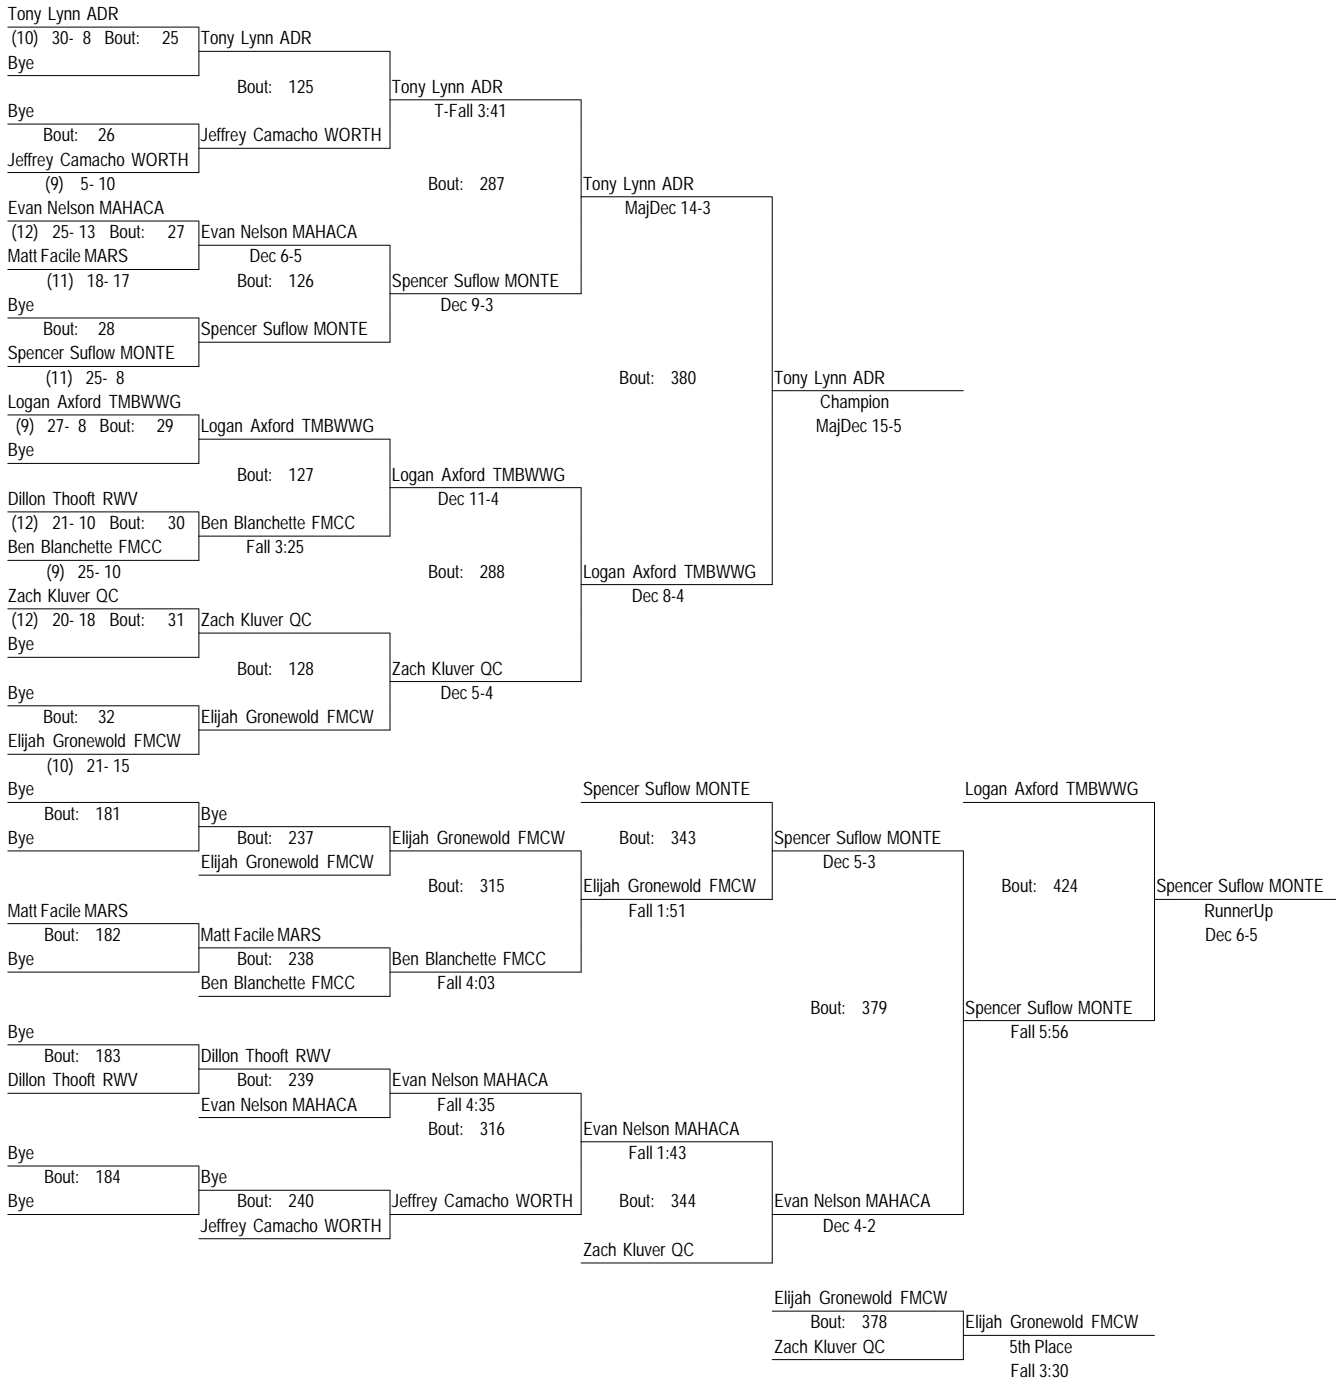 Tony Lynn ADR
(10) 30- 8 Bout: 25 Tony Lynn ADR
Bye
Bout: 125 Tony Lynn ADR
Bye T-Fall 3:41
Bout: 26 Jeffrey Camacho WORTH
Jeffrey Camacho WORTH
(9) 5- 10 Bout: 287 Tony Lynn ADR
Evan Nelson MAHACA MajDec 14-3
(12) 25- 13 Bout: 27 Evan Nelson MAHACA
Matt Facile MARS Dec 6-5
(11) 18- 17 Bout: 126 Spencer Suflow MONTE
Bye Dec 9-3
Bout: 28 Spencer Suflow MONTE
Spencer Suflow MONTE
(11) 25- 8 Bout: 380 Tony Lynn ADR
Logan Axford TMBWWG Champion
(9) 27- 8 Bout: 29 Logan Axford TMBWWG MajDec 15-5
Bye
Bout: 127 Logan Axford TMBWWG
Dillon Thooft RWV Dec 11-4
(12) 21- 10 Bout: 30 Ben Blanchette FMCC
Ben Blanchette FMCC Fall 3:25
(9) 25- 10 Bout: 288 Logan Axford TMBWWG
Zach Kluver QC Dec 8-4
(12) 20- 18 Bout: 31 Zach Kluver QC
Bye
Bout: 128 Zach Kluver QC
Bye Dec 5-4
Bout: 32 Elijah Gronewold FMCW
Elijah Gronewold FMCW
(10) 21- 15
Bye Spencer Suflow MONTE Logan Axford TMBWWG
Bout: 181 Bye
Bye Bout: 237 Elijah Gronewold FMCW Bout: 343 Spencer Suflow MONTE
Elijah Gronewold FMCW Dec 5-3
Bout: 315 Elijah Gronewold FMCW Bout: 424 Spencer Suflow MONTE
Matt Facile MARS Fall 1:51 RunnerUp
Bout: 182 Matt Facile MARS Dec 6-5
Bye Bout: 238 Ben Blanchette FMCC
Ben Blanchette FMCC Fall 4:03
Bout: 379 Spencer Suflow MONTE
Bye Fall 5:56
Bout: 183 Dillon Thooft RWV
Dillon Thooft RWV Bout: 239 Evan Nelson MAHACA
Evan Nelson MAHACA Fall 4:35
Bout: 316 Evan Nelson MAHACA
Bye Fall 1:43
Bout: 184 Bye
Bye Bout: 240 Jeffrey Camacho WORTH Bout: 344 Evan Nelson MAHACA
Jeffrey Camacho WORTH Dec 4-2
Zach Kluver QC
Elijah Gronewold FMCW
Bout: 378 Elijah Gronewold FMCW
Zach Kluver QC 5th Place
Fall 3:30